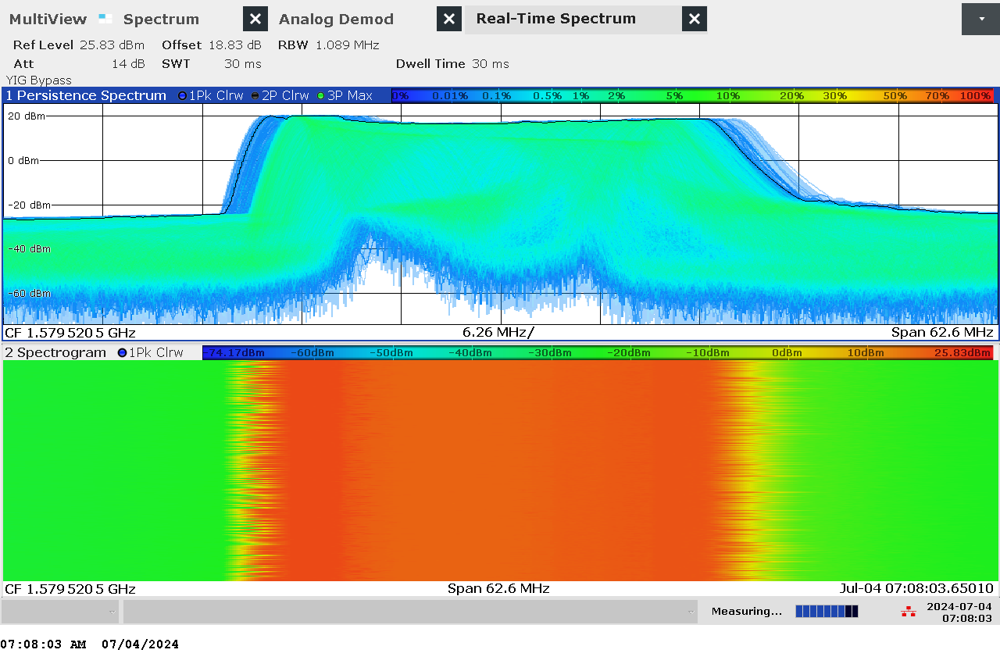 MultiView Spectrum Analog Demod Real-Time Spectrum
Ref Level 25.83 dBm Offset 18.83 dB RBW 1.089 MHz
Att 14 dB SWT 30 ms Dwell Time 30 ms
YIG Bypass
1 Persistence Spectrum 1Pk Clrw 2P Clrw 3P Max 0% 0.01% 0.1% 0.5% 1% 2% 5% 10% 20% 30% 50% 70% 100%
20 dBm
0 dBm
-20 dBm
-40 dBm
-60 dBm
CF 1.579 520 5 GHz 6.26 MHz/ Span 62.6 MHz
2 Spectrogram 1Pk Clrw -74.17dBm -60dBm -50dBm -40dBm -30dBm -20dBm -10dBm 0dBm 10dBm 25.83dBm
CF 1.579 520 5 GHz Span 62.6 MHz Jul-04 07:08:03.65010
Measuring... 2024-07-04
07:08:03
07:08:03 AM 07/04/2024